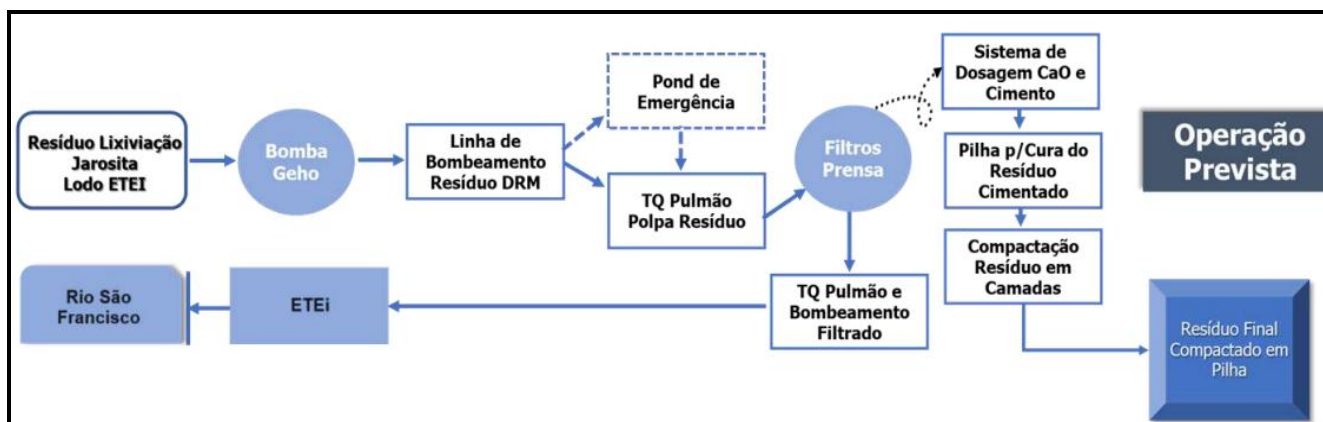 Resíduo Lixiviação
Jarosita
Lodo ETEI
Bomba
Geho
Linha de
Bombeamento
Resíduo DRM
Pond de
Emergência
TQ Pulmão
Polpa Resíduo
Filtros
Prensa
Sistema de
Dosagem CaO e
Cimento
Pilha p/Cura do
Resíduo
Cimentado
Compactação
Resíduo em
Camadas
Operação
Prevista
Rio São
Francisco
ETEi
TQ Pulmão e
Bombeamento
Filtrado
Resíduo Final
Compactado em
Pilha